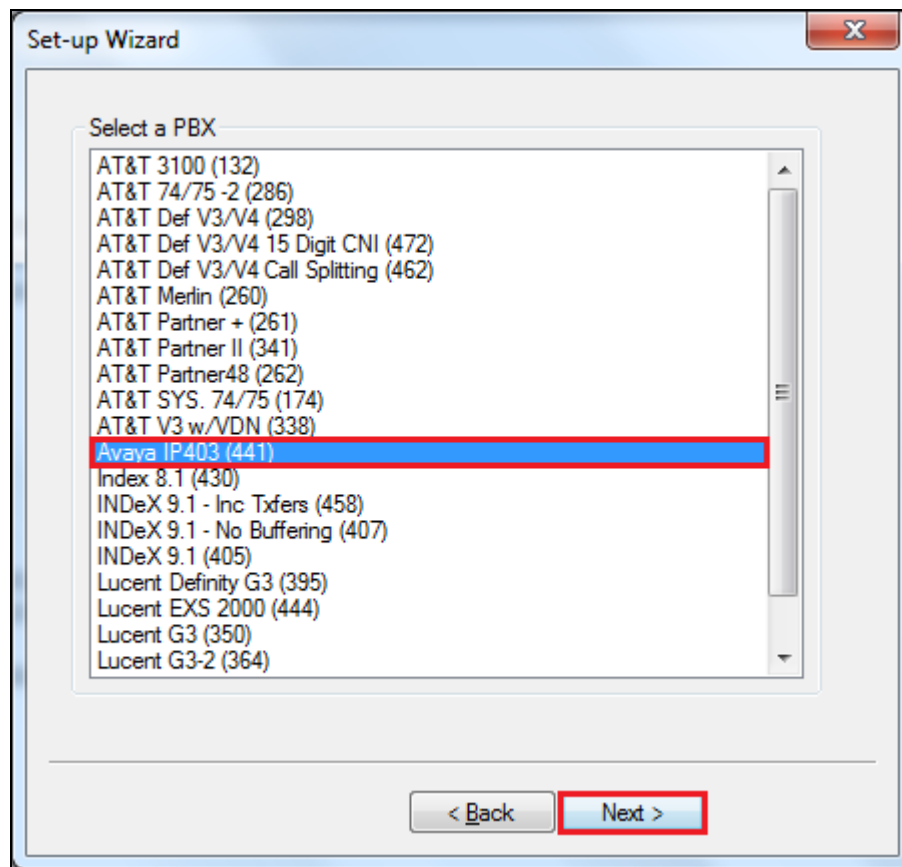 Set-up Wizard
Select a PBX
AT&T 3100 (132)
AT&T 74/75 -2 (286)
AT&T Def V3/V4 (298)
AT&T Def V3/V4 15 Digit CNI (472)
AT&T Def V3/V4 Call Splitting (462)
AT&T Merlin (260)
AT&T Partner + (261)
AT&T Partner II (341)
AT&T Partner48 (262)
AT&T SYS. 74/75 (174)
AT&T V3 w/VDN (338)
Avaya IP403 (441)
Index 8.1 (430)
INDeX 9.1 - Inc Txfers (458)
INDeX 9.1 - No Buffering (407)
INDeX 9.1 (405)
Lucent Definity G3 (395)
Lucent EXS 2000 (444)
Lucent G3 (350)
Lucent G3-2 (364)
< Back Next >